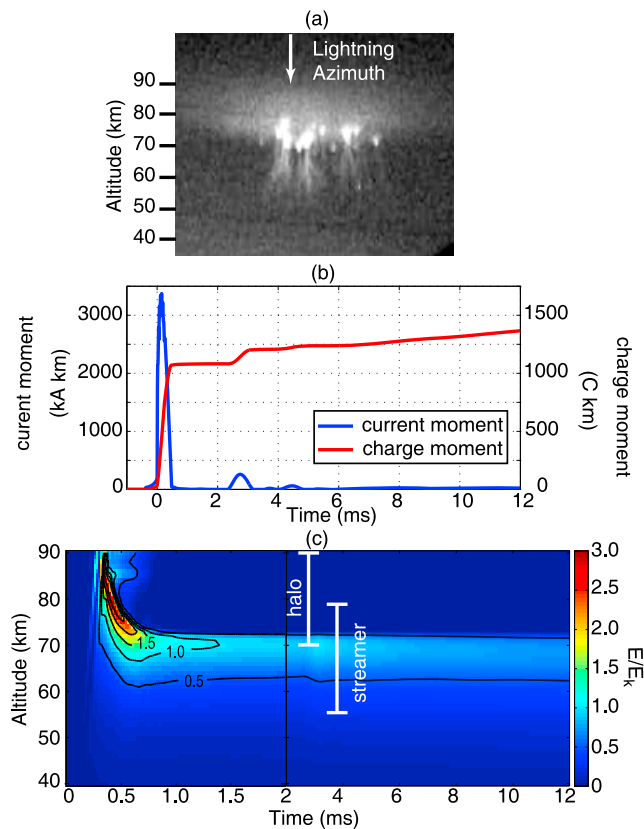 (a)
Lightning
Azimuth
90
80
70
60
50
40
Altitude (km)
(b)
3000
2000
1000
0
curent moment
(kA km)
1500
1000
500
0
charge moment
(C km)
current moment
charge moment
0 2 4 6 8 10 12
Time (ms)
(c)
90
80
70
60
50
40
Altitude (km)
1.5
1.0
0.5
halo
streamer
3.0
2.5
2.0
1.5
1.0
0.5
0
E/Ek
0 0.5 1.0 1.5 2 4 6 8 10 12
Time (ms)